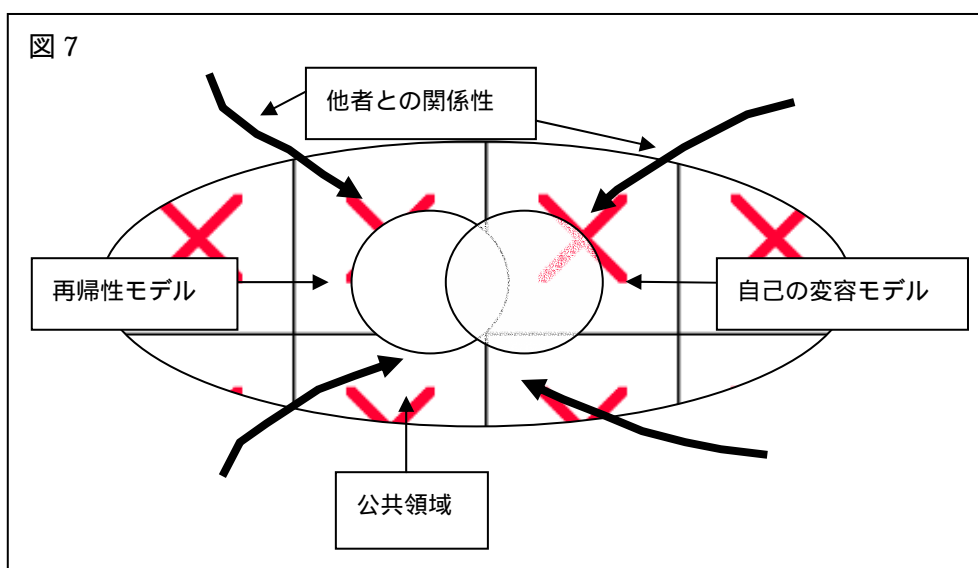 図 7
他者との関係性
再帰性モデル
自己の変容モデル
公共領域